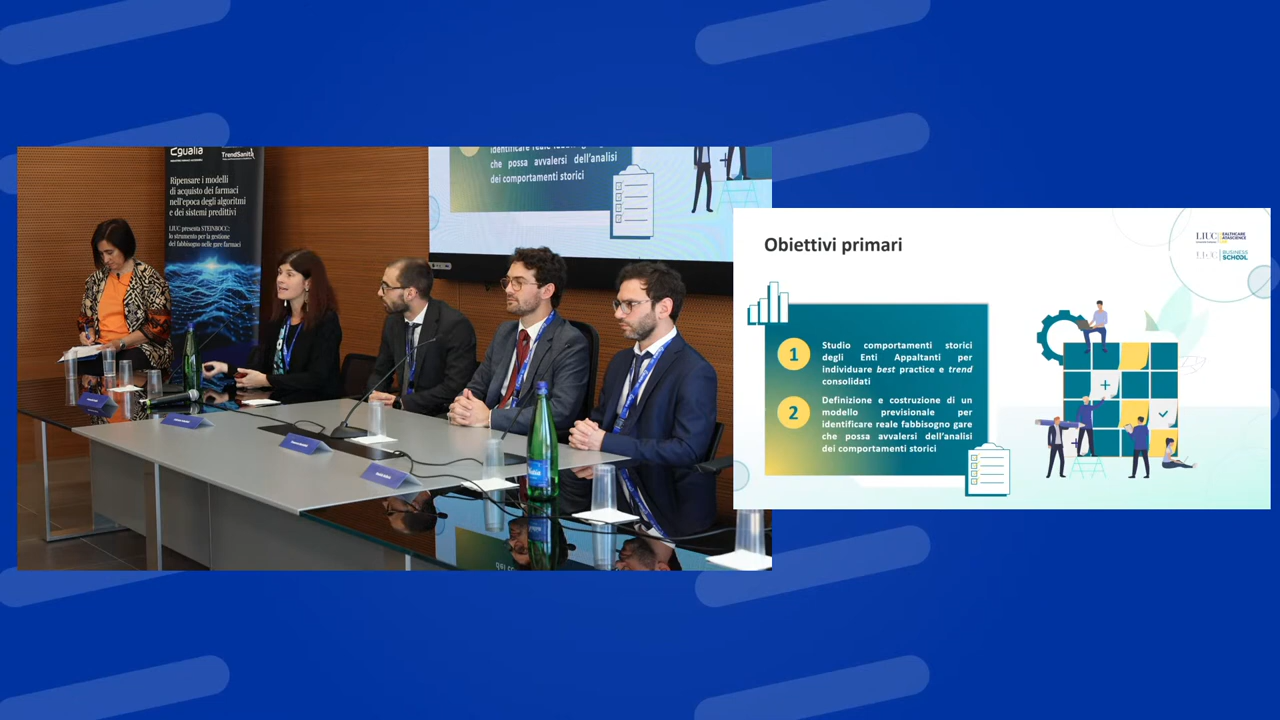 Egualia
TrendSanità
Ripensare i modelli
di acquisto dei farmaci
nell'epoca degli algoritmi
e dei sistemi predittivi
LIUC presenta STEINBOCC:
lo strumento per la gestione
del fabbisogno nelle gare farmaci
identificare reale fabbisogno
che possa avvalersi dell'analisi
dei comportamenti storici
Obiettivi primari
LIUC
HEALTHCARE
DATASCIENCE
LIUC
BUSINESS
SCHOOL
1
Studio comportamenti storici
degli Enti Appaltanti per
individuare best practice e trend
consolidati
2
Definizione e costruzione di un
modello previsionale per
identificare reale fabbisogno gare
che possa avvalersi dell'analisi
dei comportamenti storici